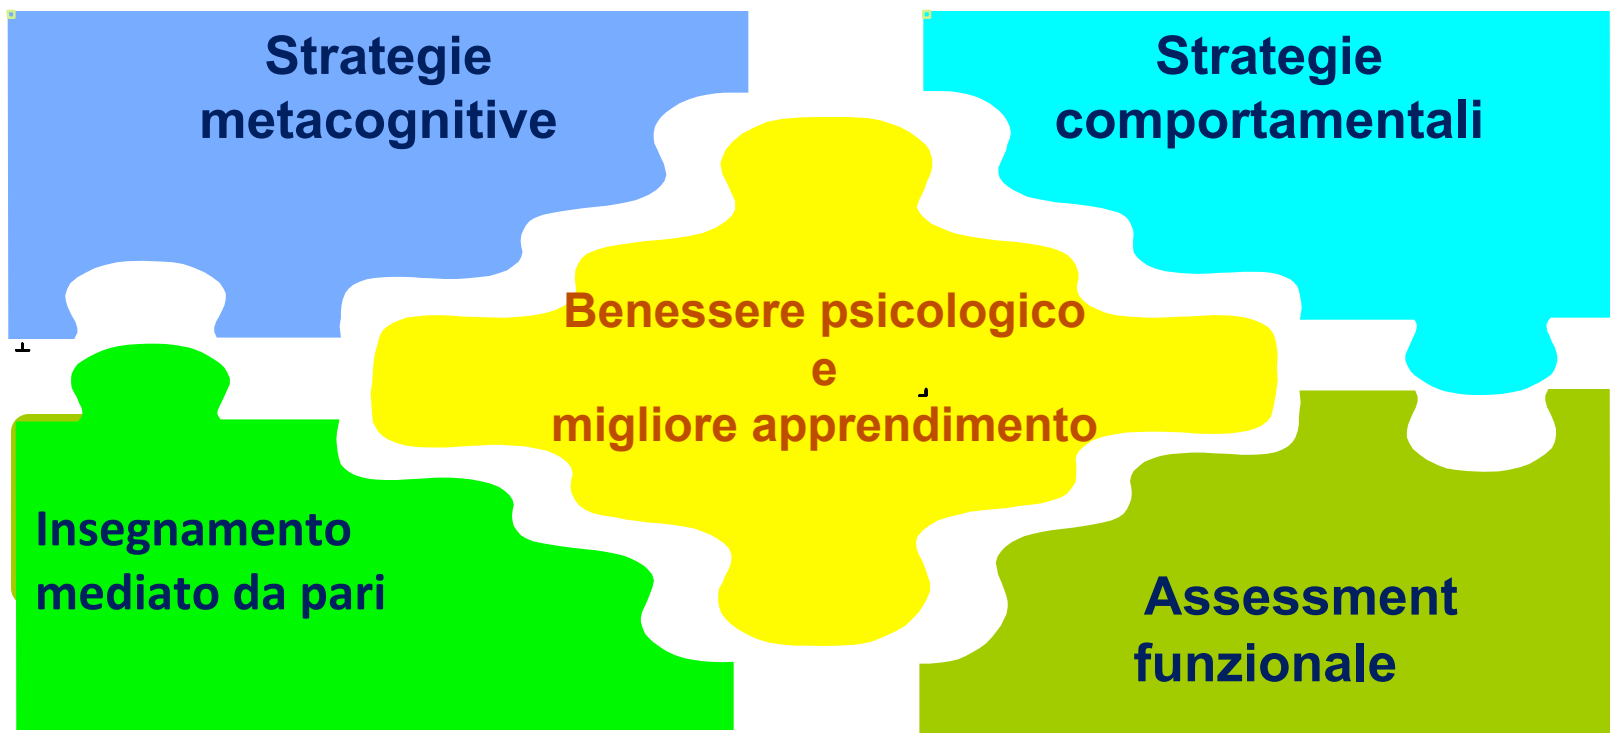 Strategie
metacognitive
Strategie
comportamentali
Benessere psicologico
e
migliore apprendimento
Insegnamento
mediato da pari
Assessment
funzionale